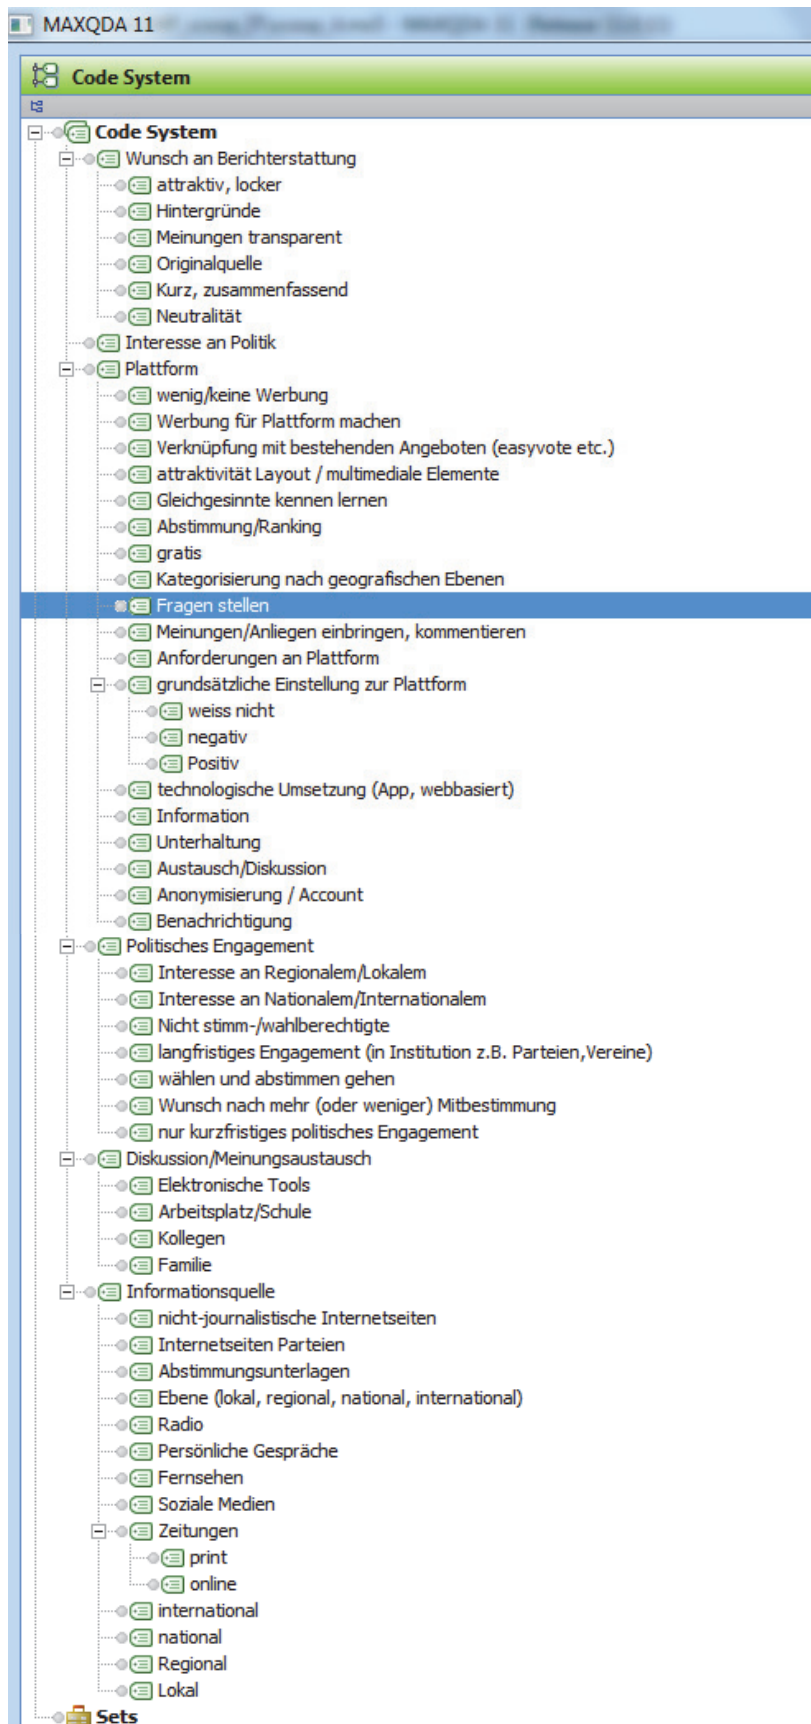 MAXQDA 11
Code System
Code System
Wunsch an Berichterstattung
attraktiv, locker
Hintergründe
Meinungen transparent
Originalquelle
Kurz, zusammenfassend
Neutralität
Interesse an Politik
Plattform
wenig/keine Werbung
Werbung für Plattform machen
Verknüpfung mit bestehenden Angeboten (easyvote etc.)
attraktivität Layout / multimediale Elemente
Gleichgesinnte kennen lernen
Abstimmung/Ranking
gratis
Kategorisierung nach geografischen Ebenen
Fragen stellen
Meinungen/Anliegen einbringen, kommentieren
Anforderungen an Plattform
grundsätzliche Einstellung zur Plattform
weiss nicht
negativ
Positiv
technologische Umsetzung (App, webbasiert)
Information
Unterhaltung
Austausch/Diskussion
Anonymisierung / Account
Benachrichtigung
Politisches Engagement
Interesse an Regionalem/Lokalem
Interesse an Nationalem/Internationalem
Nicht stimm-/wahlberechtigte
langfristiges Engagement (in Institution z.B. Parteien,Vereine)
wählen und abstimmen gehen
Wunsch nach mehr (oder weniger) Mitbestimmung
nur kurzfristiges politisches Engagement
Diskussion/Meinungsaustausch
Elektronische Tools
Arbeitsplatz/Schule
Kollegen
Familie
Informationsquelle
nicht-journalistische Internetseiten
Internetseiten Parteien
Abstimmungsunterlagen
Ebene (lokal, regional, national, international)
Radio
Persönliche Gespräche
Fernsehen
Soziale Medien
Zeitungen
print
online
international
national
Regional
Lokal
Sets